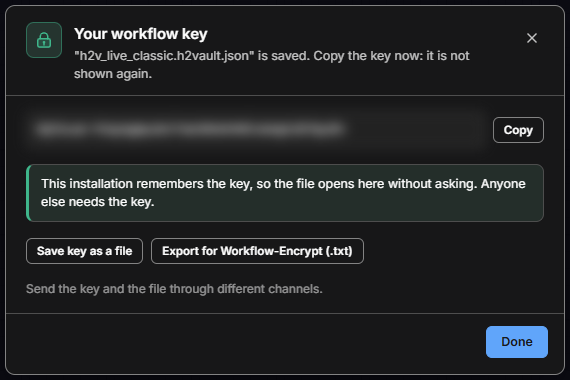 Your workflow key
"h2v_live_classic.h2vault.json" is saved. Copy the key now: it is not
shown again.
Copy
This installation remembers the key, so the file opens here without asking. Anyone
else needs the key.
Save key as a file
Export for Workflow-Encrypt (.txt)
Send the key and the file through different channels.
Done